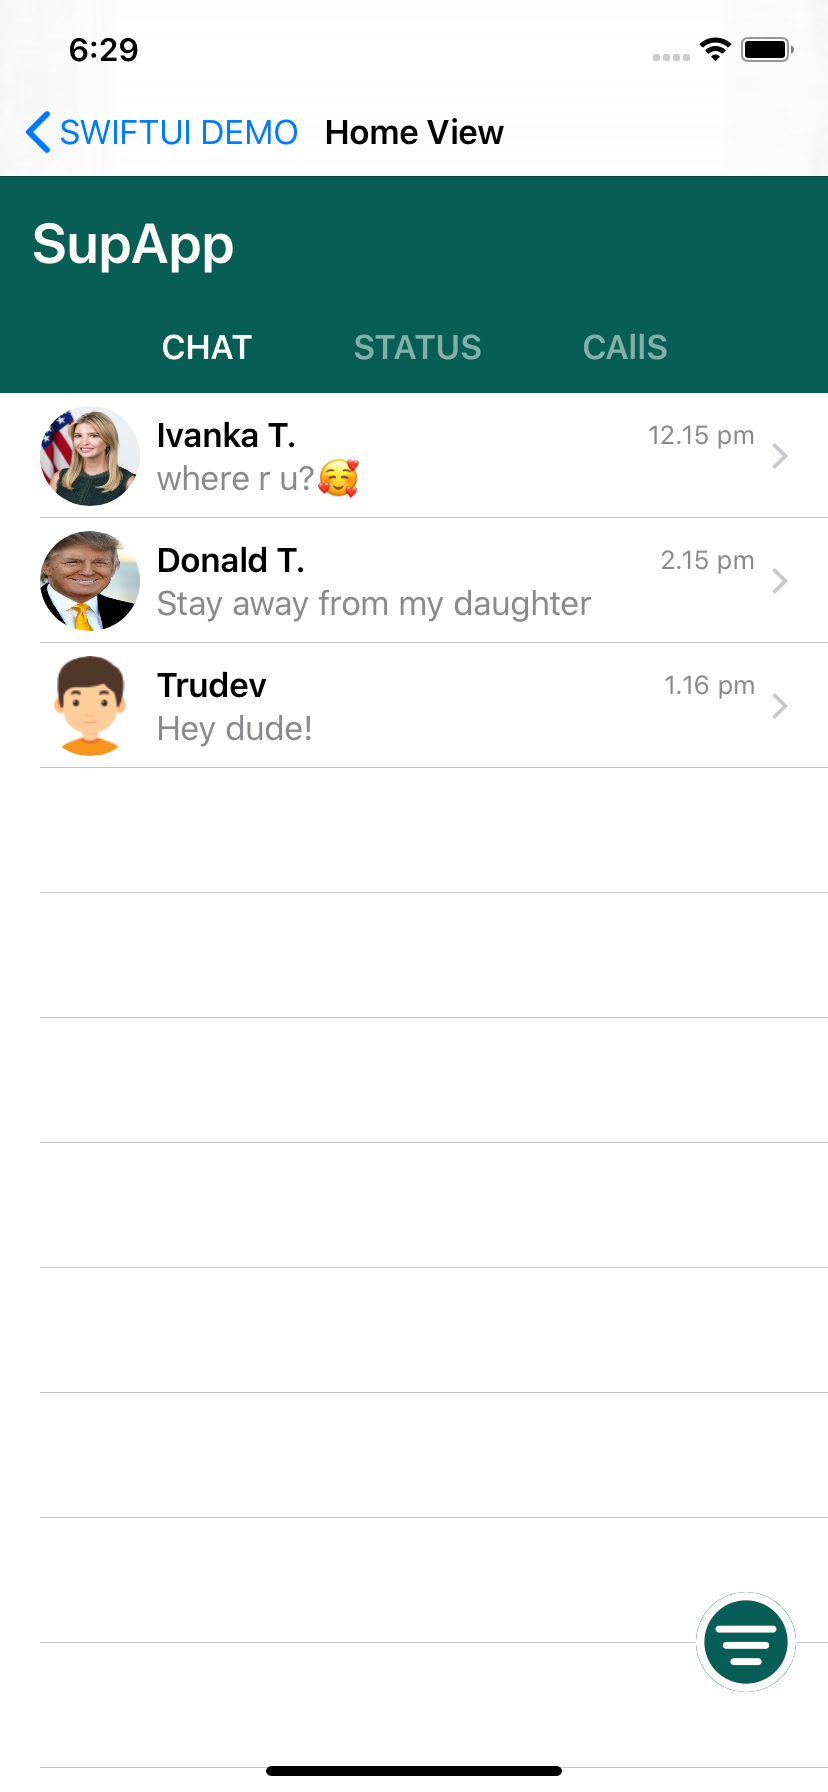 6:29
SWIFTUI DEMO Home View
SupApp
CHAT STATUS CAllS
Ivanka T. 12.15 pm
where r u?🥰
Donald T. 2.15 pm
Stay away from my daughter
Trudev 1.16 pm
Hey dude!